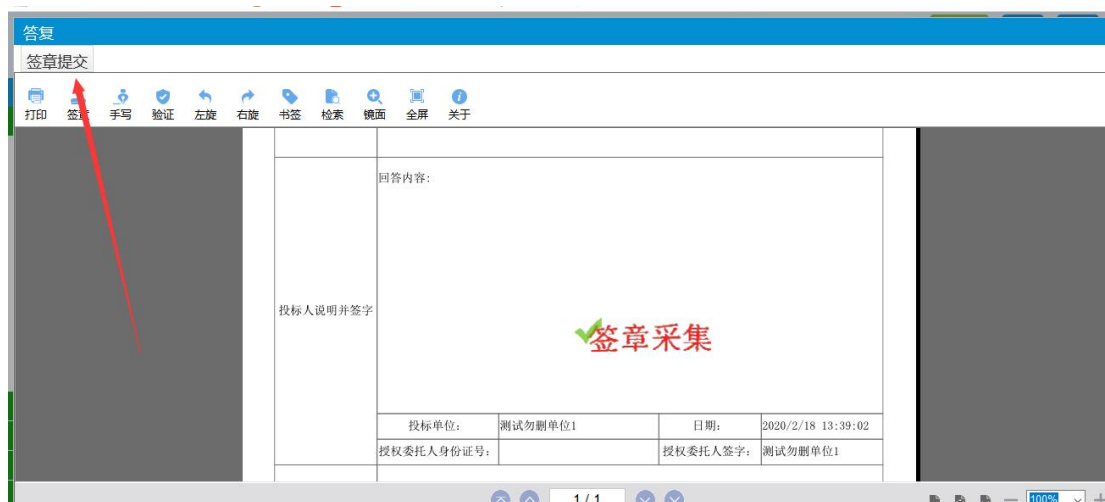 答复
签章提交
打印 签章 手写 验证 左旋 右旋 书签 检索 镜面 全屏 关于
回答内容:
投标人说明并签字
签章采集
投标单位: 测试勿删单位1 日期: 2020/2/18 13:39:02
授权委托人身份证号: 授权委托人签字: 测试勿删单位1
1 / 1 100%